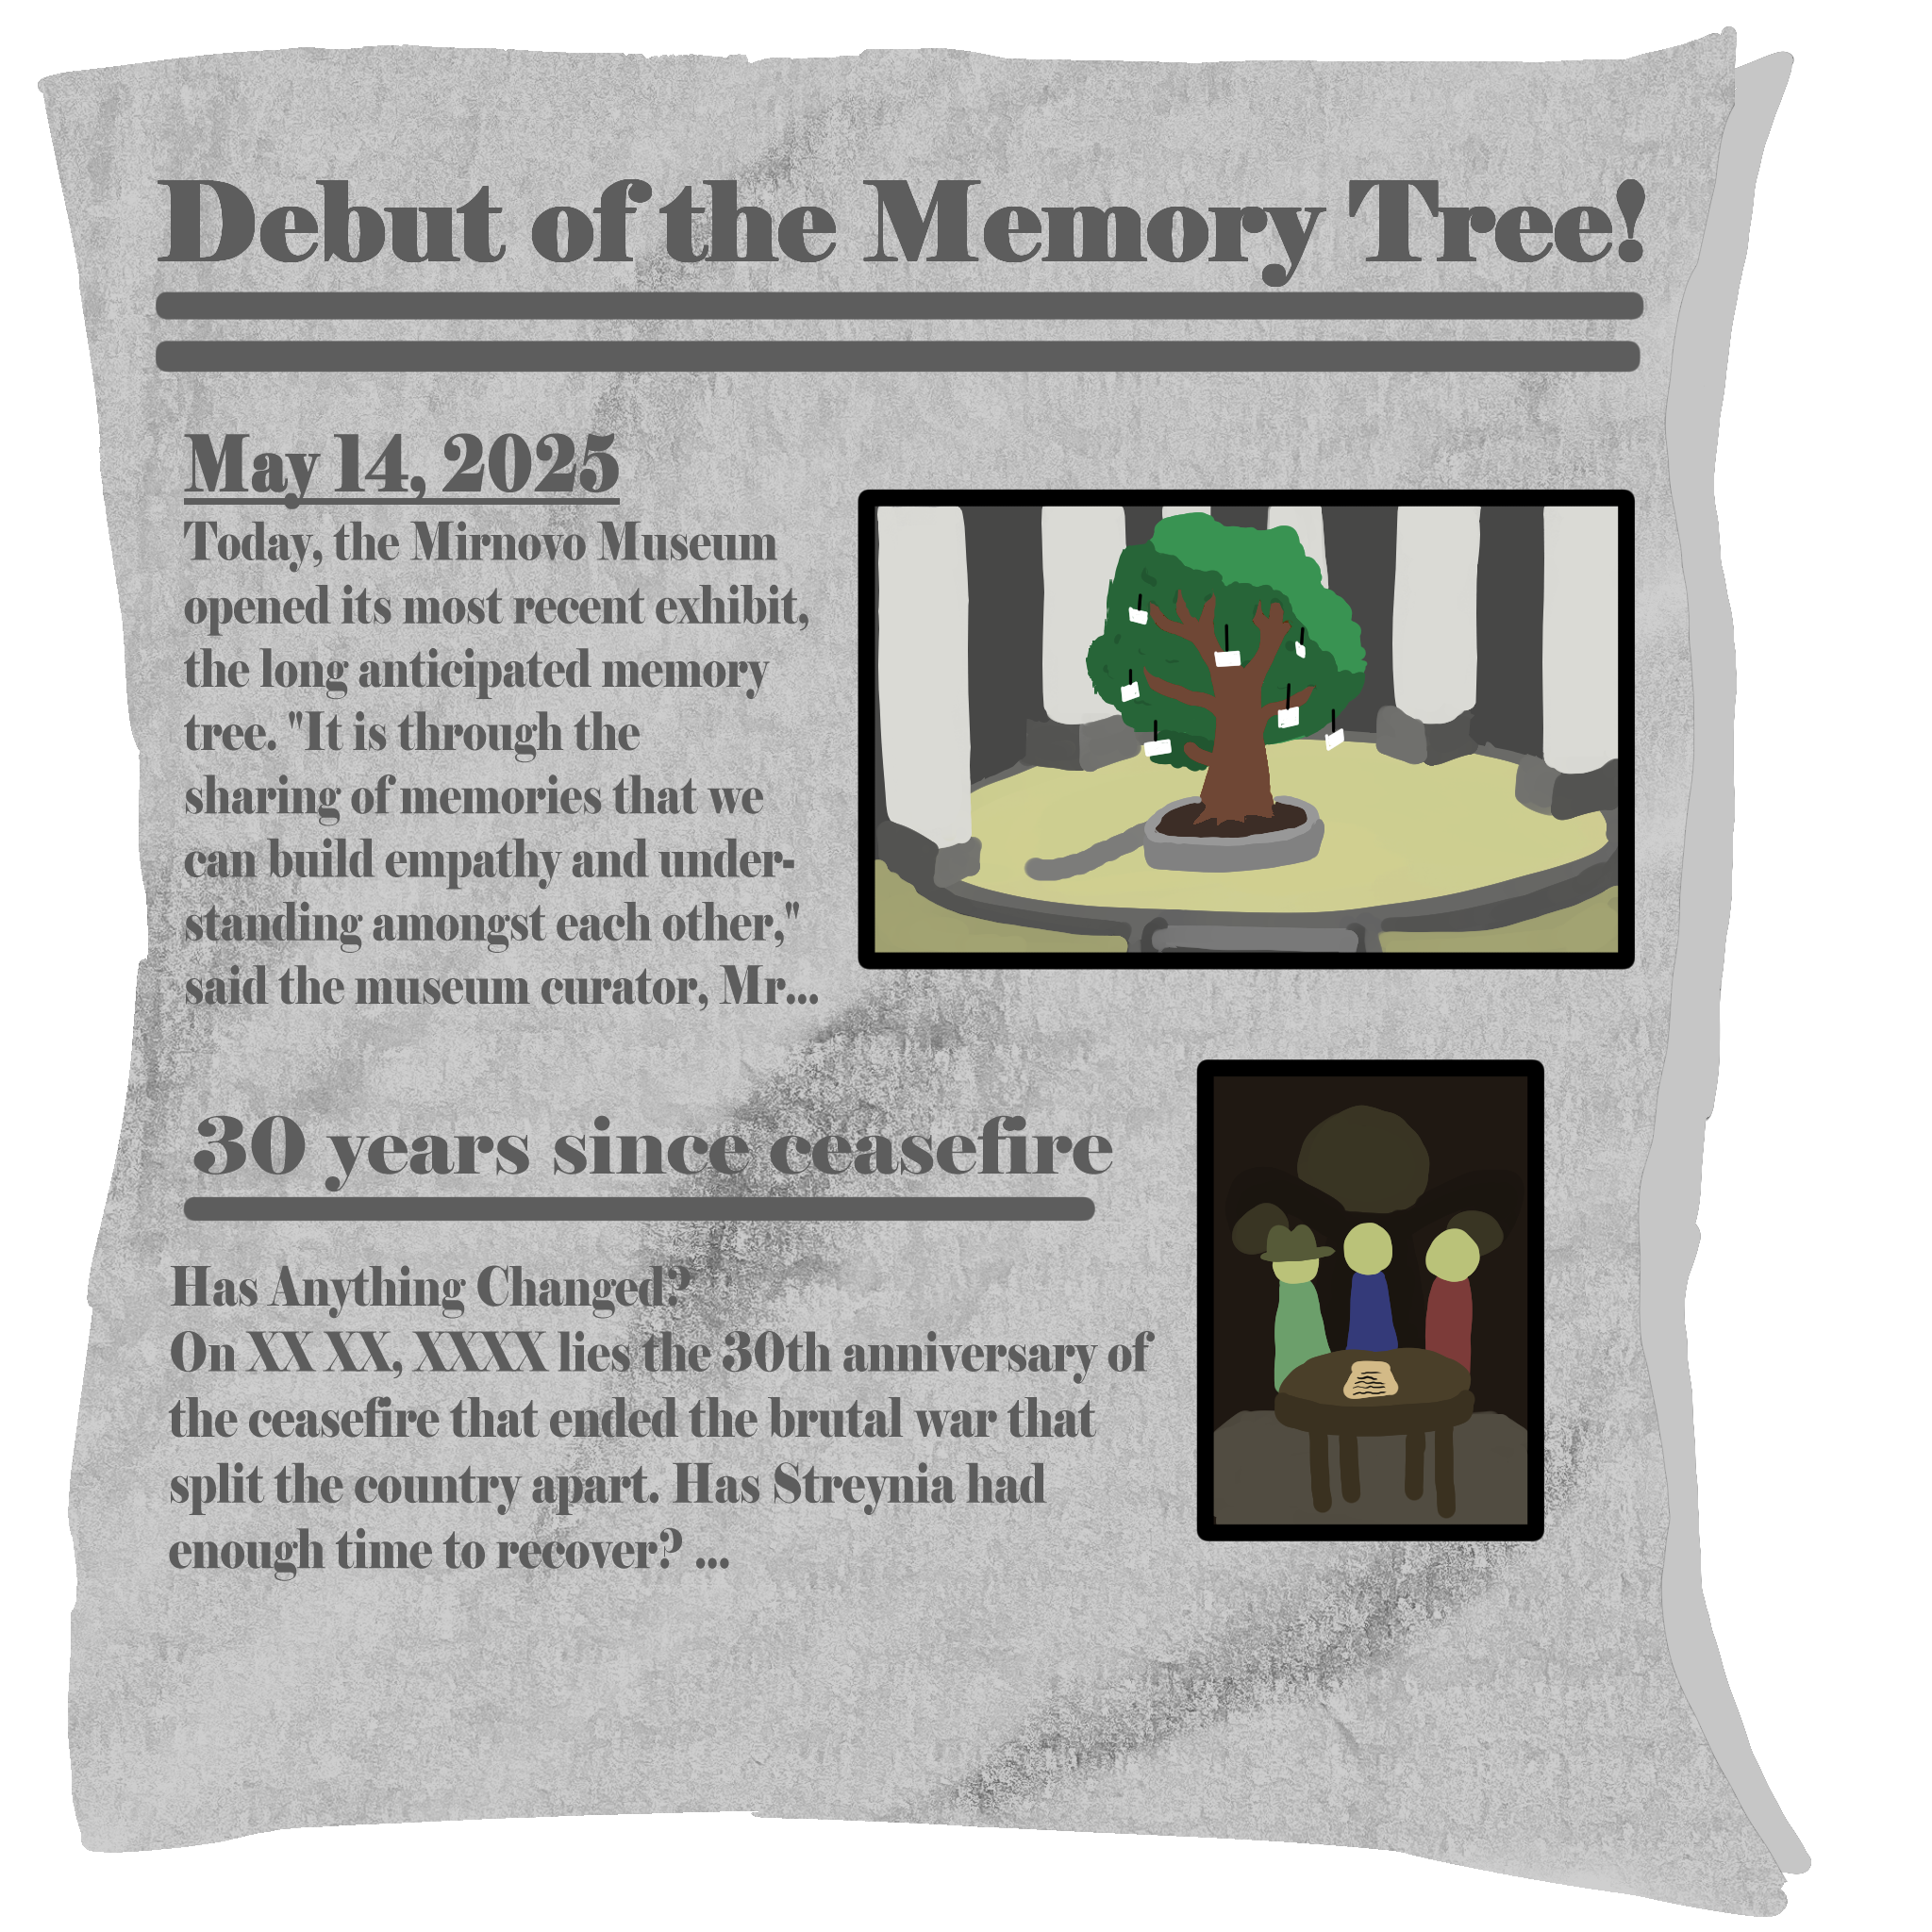 Debut of the Memory Tree!
May 14, 2025
Today, the Mirnovo Museum
opened its most recent exhibit,
the long anticipated memory
tree. "It is through the
sharing of memories that we
can build empathy and under-
standing amongst each other,"
said the museum curator, Mr...
30 years since ceasefire
Has Anything Changed?
On XX XX, XXXX lies the 30th anniversary of
the ceasefire that ended the brutal war that
split the country apart. Has Streynia had
enough time to recover? ...